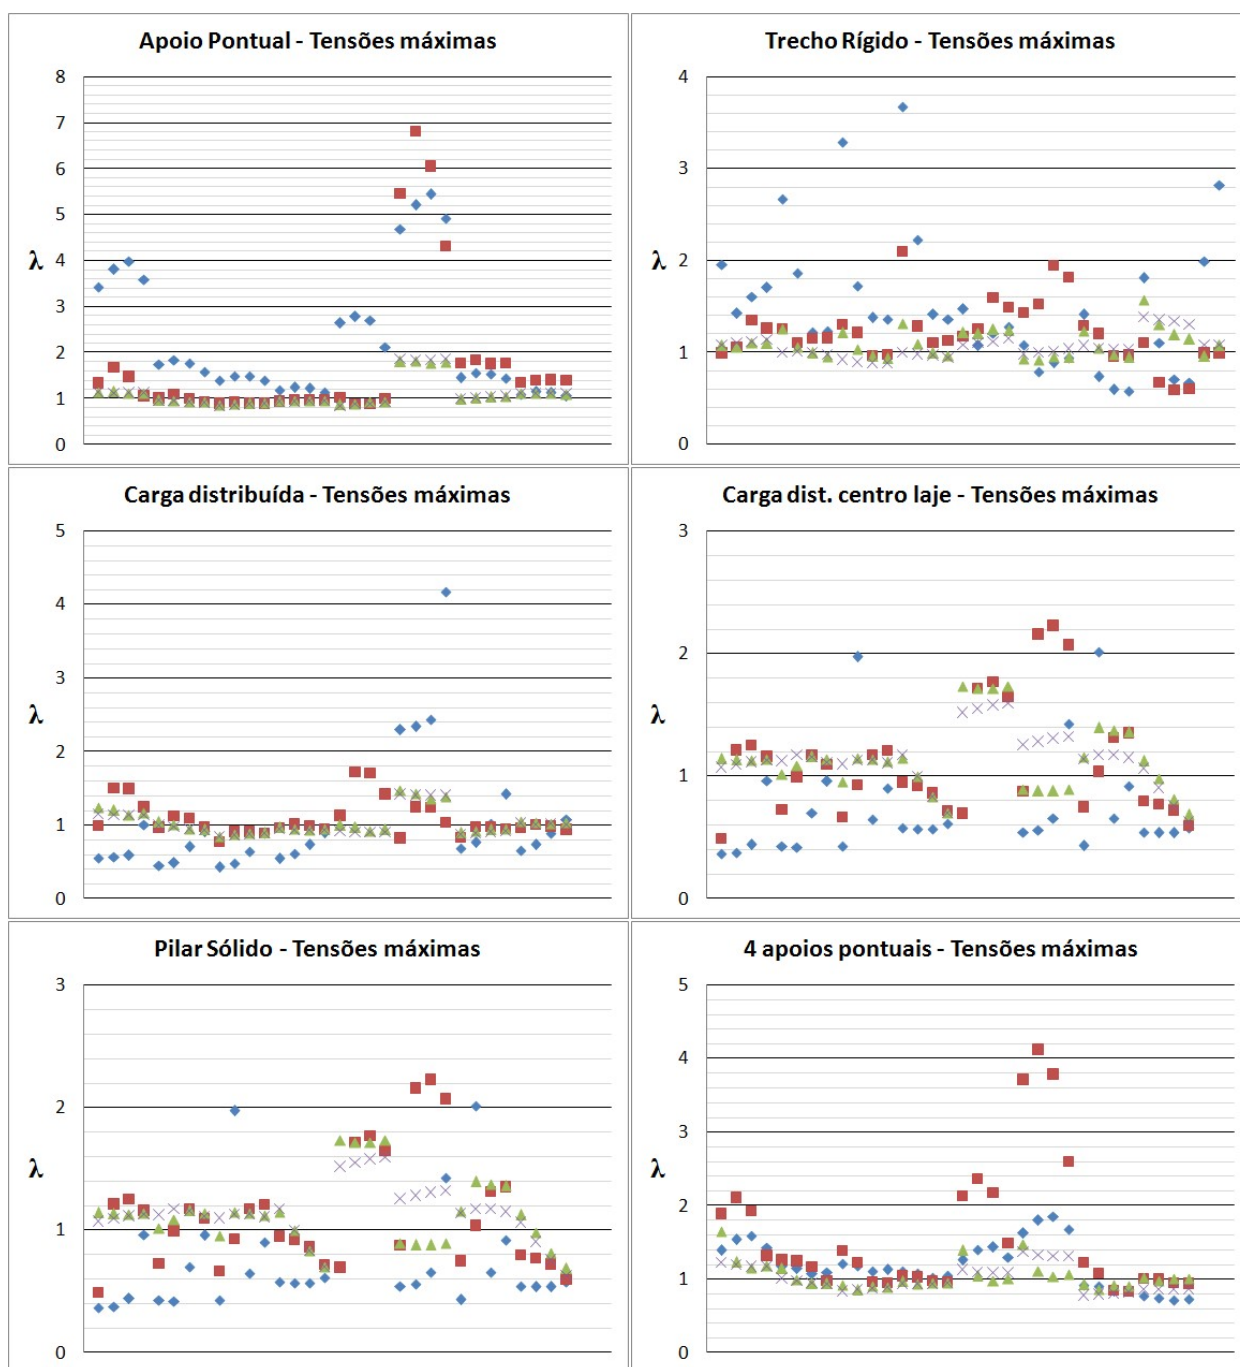 Apoio Pontual - Tensões máximas
8
7
6
5
λ
4
3
2
1
0
Trecho Rígido - Tensões máximas
4
3
λ
2
1
0
Carga distribuída - Tensões máximas
5
4
3
λ
2
1
0
Carga dist. centro laje - Tensões máximas
3
2
λ
1
0
Pilar Sólido - Tensões máximas
3
2
λ
1
0
4 apoios pontuais - Tensões máximas
5
4
3
λ
2
1
0